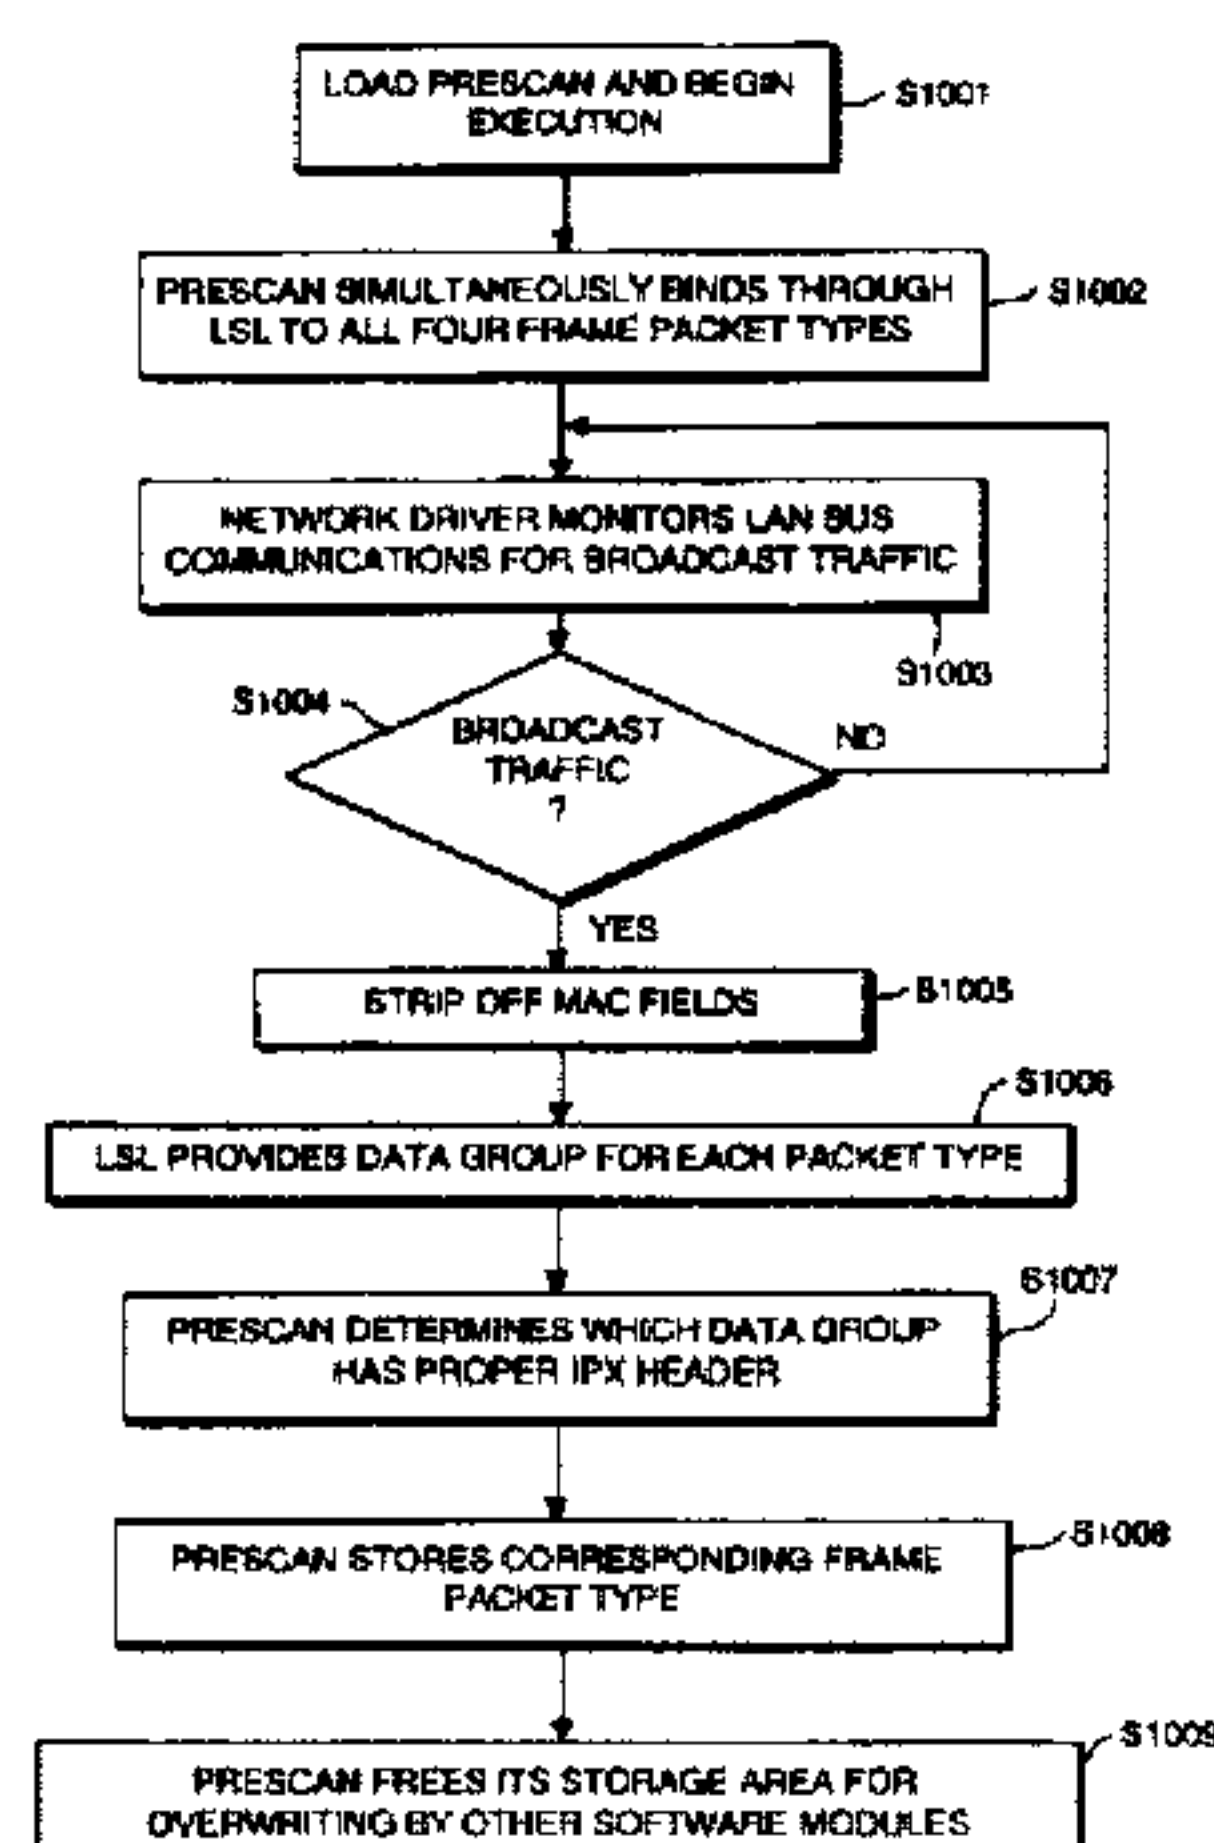 LOAD PRESCAN AND BEGIN
EXECUTION
S1001
PRESCAN SIMULTANEOUSLY BINDS THROUGH
LSL TO ALL FOUR FRAME PACKET TYPES
S1002
NETWORK DRIVER MONITORS LAN BUS
COMMUNICATIONS FOR BROADCAST TRAFFIC
S1003
S1004
BROADCAST
TRAFFIC
?
NO
YES
STRIP OFF MAC FIELDS
S1005
S1006
LSL PROVIDES DATA GROUP FOR EACH PACKET TYPE
S1007
PRESCAN DETERMINES WHICH DATA GROUP
HAS PROPER IPX HEADER
S1008
PRESCAN STORES CORRESPONDING FRAME
PACKET TYPE
S1009
PRESCAN FREES ITS STORAGE AREA FOR
OVERWRITING BY OTHER SOFTWARE MODULES